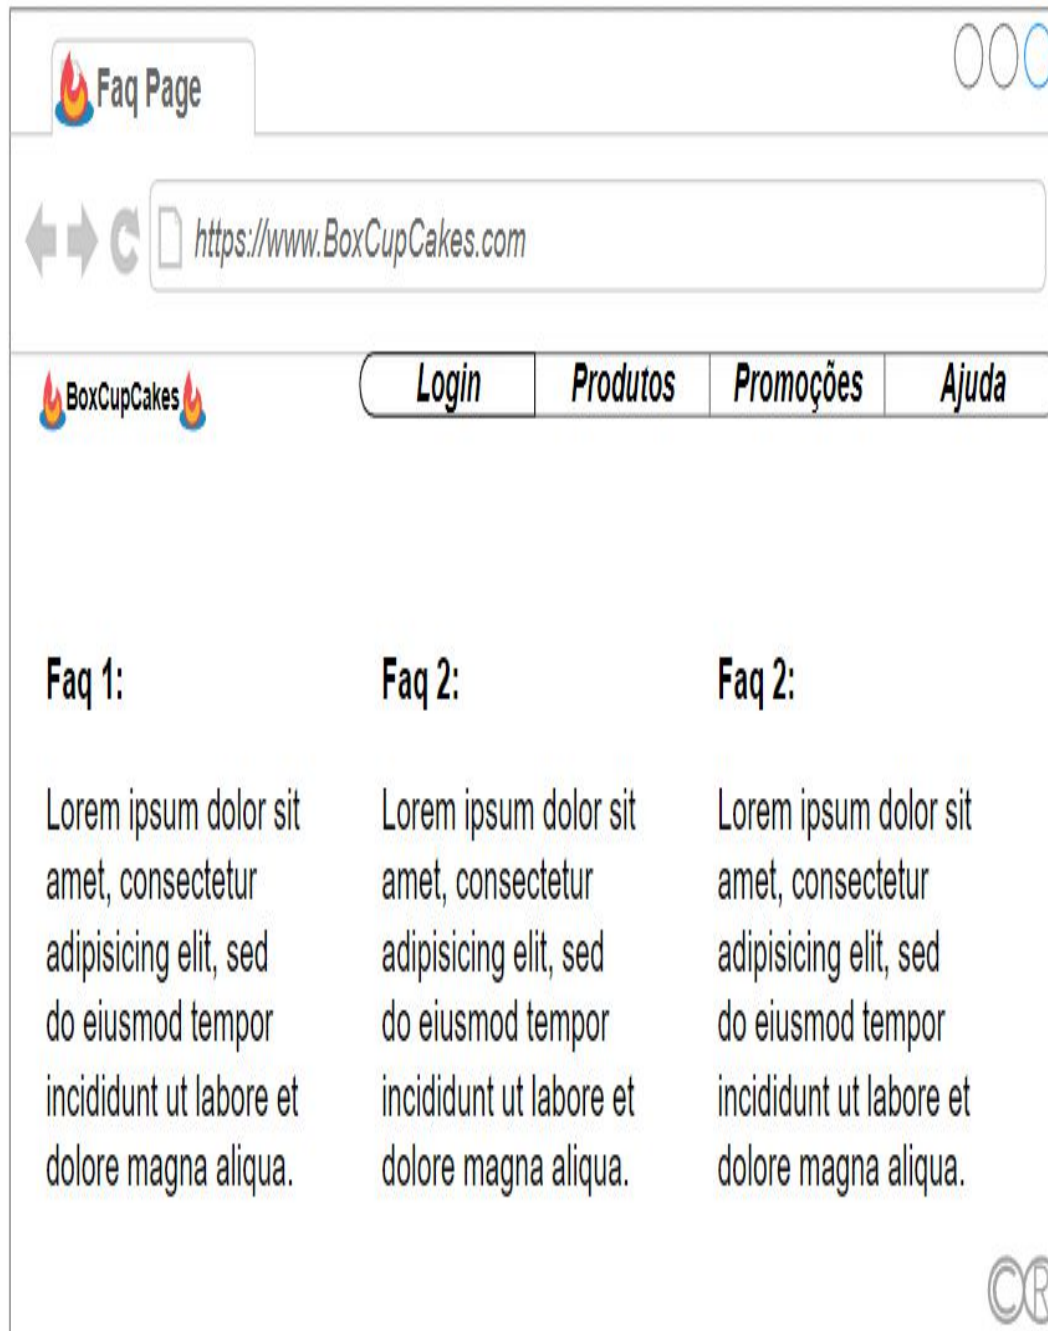 Faq Page
https://www.BoxCupCakes.com
BoxCupCakes
Login Produtos Promoções Ajuda
Faq 1:
Lorem ipsum dolor sit
amet, consectetur
adipisicing elit, sed
do eiusmod tempor
incididunt ut labore et
dolore magna aliqua.
Faq 2:
Lorem ipsum dolor sit
amet, consectetur
adipisicing elit, sed
do eiusmod tempor
incididunt ut labore et
dolore magna aliqua.
Faq 2:
Lorem ipsum dolor sit
amet, consectetur
adipisicing elit, sed
do eiusmod tempor
incididunt ut labore et
dolore magna aliqua.
©®